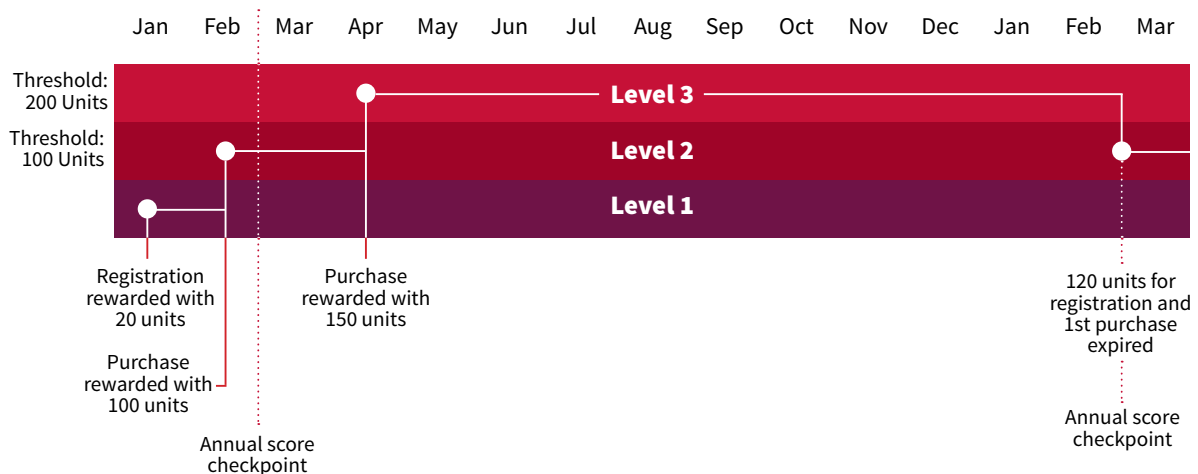 Jan Feb Mar Apr May Jun Jul Aug Sep Oct Nov Dec Jan Feb Mar
Threshold:
200 Units
Level 3
Threshold:
100 Units
Level 2
Level 1
Registration
rewarded with
20 units
Purchase
rewarded with
150 units
120 units for
registration and
1st purchase
expired
Purchase
rewarded with
100 units
Annual score
checkpoint
Annual score
checkpoint